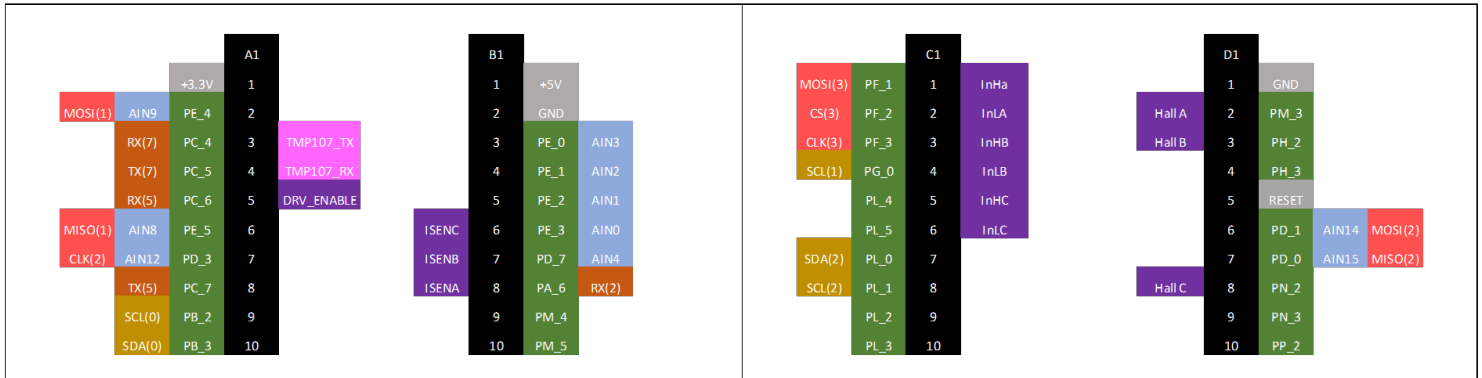 A1
+3.3V 1
MOSI(1) AIN9 PE_4 2
RX(7) PC_4 3 TMP107_TX
TX(7) PC_5 4 TMP107_RX
RX(5) PC_6 5 DRV_ENABLE
MISO(1) AIN8 PE_5 6
CLK(2) AIN12 PD_3 7
TX(5) PC_7 8
SCL(0) PB_2 9
SDA(0) PB_3 10
B1
1 +5V
2 GND
3 PE_0 AIN3
4 PE_1 AIN2
5 PE_2 AIN1
ISENC 6 PE_3 AIN0
ISENB 7 PD_7 AIN4
ISENA 8 PA_6 RX(2)
9 PM_4
10 PM_5
C1
MOSI(3) PF_1 1 InHa
CS(3) PF_2 2 InLA
CLK(3) PF_3 3 InHB
SCL(1) PG_0 4 InLB
PL_4 5 InHC
PL_5 6 InLC
SDA(2) PL_0 7
SCL(2) PL_1 8
PL_2 9
PL_3 10
D1
1 GND
Hall A 2 PM_3
Hall B 3 PH_2
4 PH_3
5 RESET
6 PD_1 AIN14 MOSI(2)
7 PD_0 AIN15 MISO(2)
Hall C 8 PN_2
9 PN_3
10 PP_2